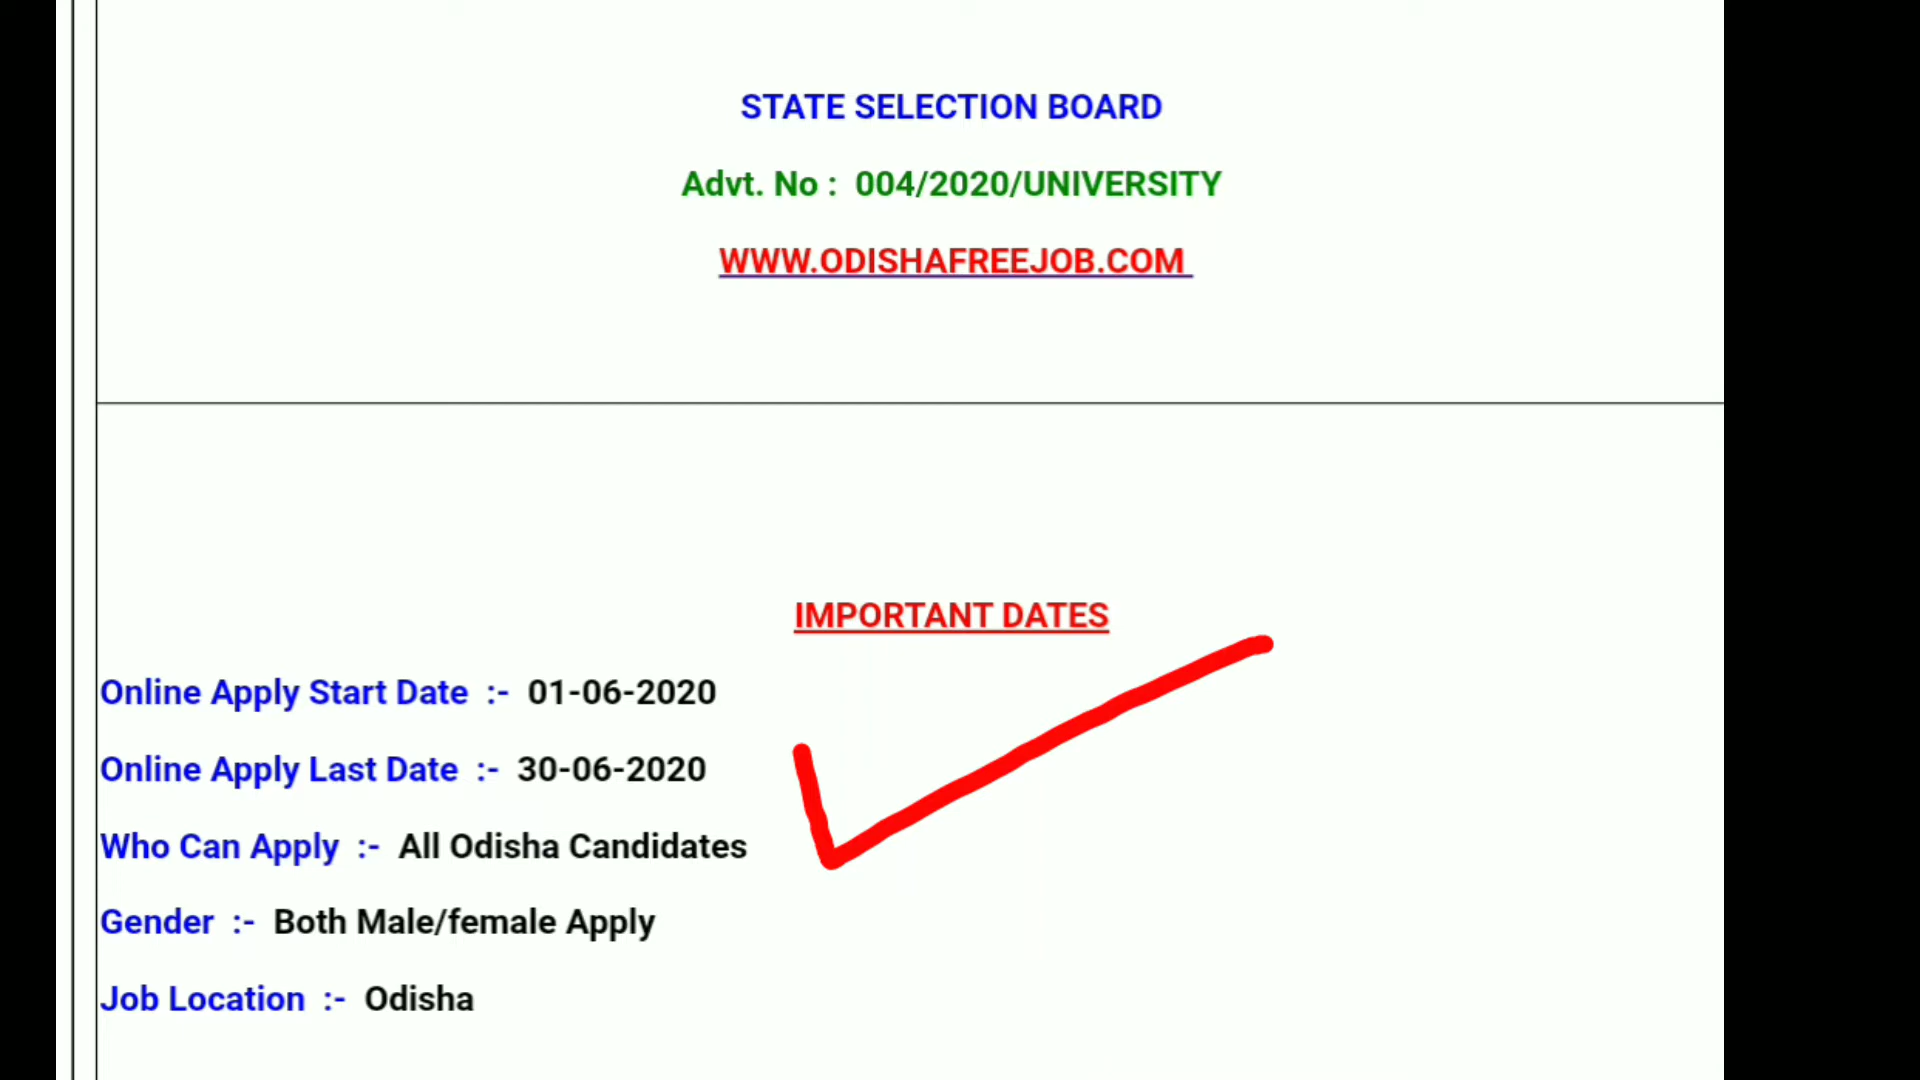 STATE SELECTION BOARD
Advt. No : 004/2020/UNIVERSITY
WWW.ODISHAFREEJOB.COM
IMPORTANT DATES
Online Apply Start Date :- 01-06-2020
Online Apply Last Date :- 30-06-2020
Who Can Apply :- All Odisha Candidates
Gender :- Both Male/female Apply
Job Location :- Odisha